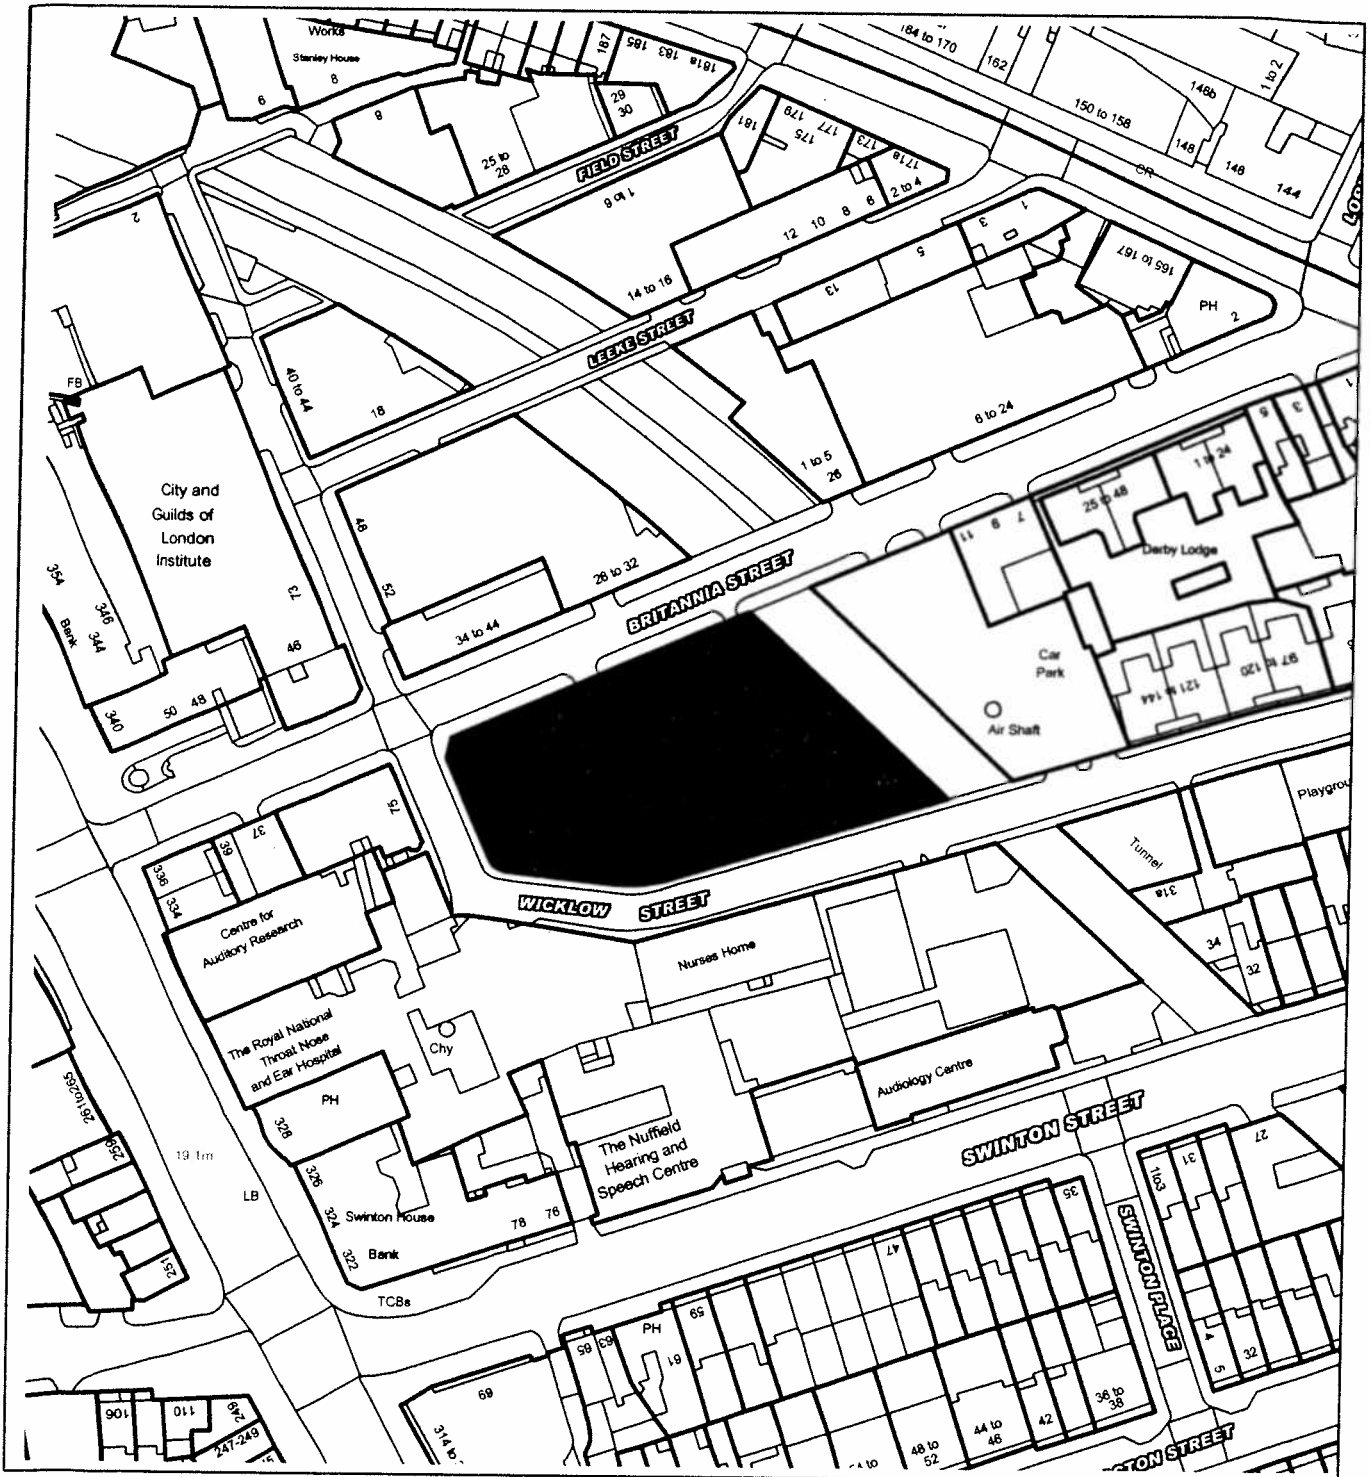 Works
Stanley House
8
6
9
187
185
183
181a
29
30
25 to
28
FIELD STREET
181
179
177
175
173
171a
2 to 4
164 to 170
162
150 to 158
148b
148
146
144
1 to 2
CR
2
1 to 9
12
10
8
6
14 to 16
LEEKE STREET
13
5
3
1
165 to 167
PH
2
FB
40 to 44
18
6 to 24
1 to 5
26
City and
Guilds of
London
Institute
73
48
52
28 to 32
34 to 44
BRITANNIA STREET
11
9
7
25 to 48
1 to 24
5
3
1
Derby Lodge
354
346
344
Bank
340
50
48
46
Car
Park
Air Shaft
121 to 144
120
97 to
75
37
39
336
334
Centre for
Auditory Research
WICKLOW STREET
Nurses Home
Tunnel
31a
34
32
The Royal National
Throat Nose
and Ear Hospital
Chy
PH
328
Audiology Centre
The Nuffield
Hearing and
Speech Centre
SWINTON STREET
261to265
259
251
19.1m
LB
326
324
322
Swinton House
Bank
78
76
TCBs
27
31
1to3
SWINTON PLACE
35
47
59
PH
61
63
65
69
4
5
32
36 to
38
42
44 to
46
48 to
52
106
110
249
247-249